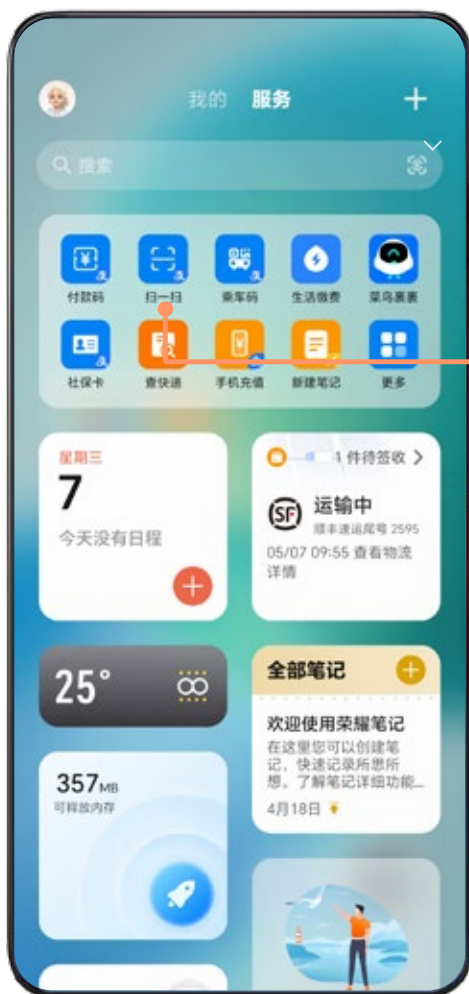 我的 服务
搜索
付款码 扫一扫 乘车码 生活缴费 菜鸟裹裹
社保卡 查快递 手机充值 新建笔记 更多
星期三
7
今天没有日程
1 件待签收
SF 运输中
顺丰速运尾号 2595
05/07 09:55 查看物流
详情
25°
全部笔记
欢迎使用荣耀笔记
在这里您可以创建笔
记，快速记录所思所
想。了解笔记详细功能...
4月18日
357MB
可释放内存